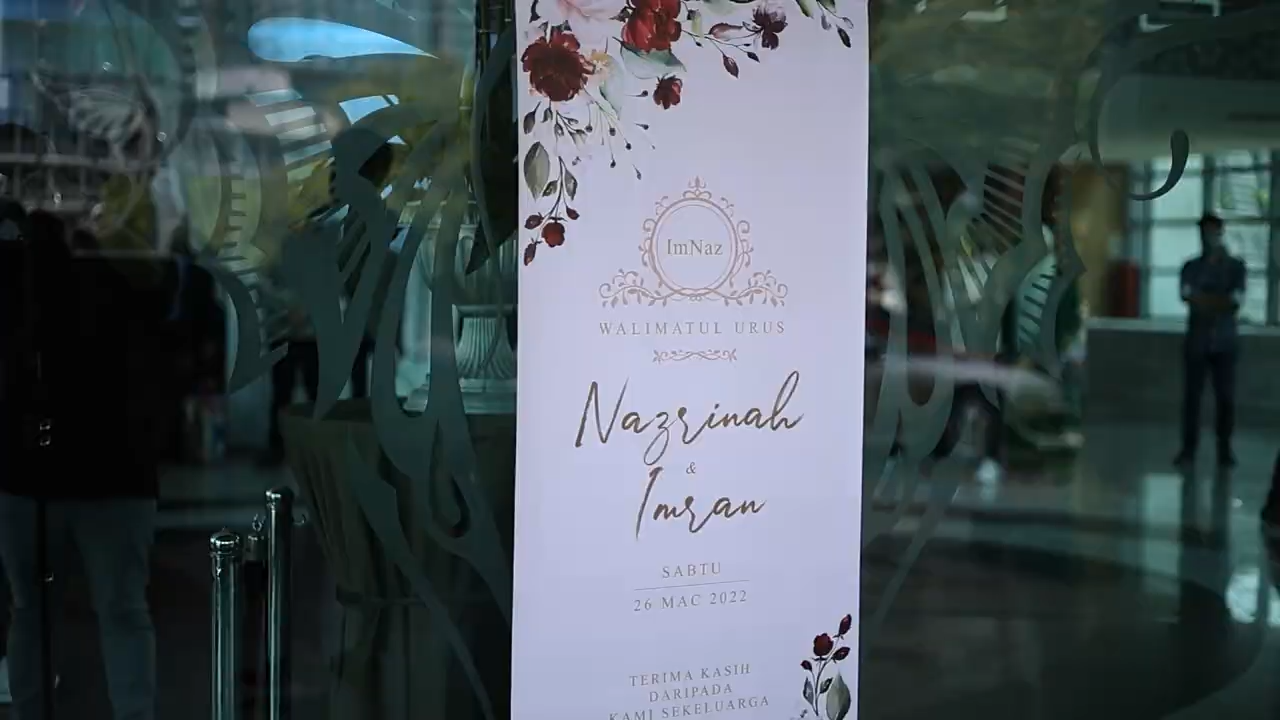 ImNaz
WALIMATUL URUS
Nazrinah
&
Imran
SABTU
26 MAC 2022
TERIMA KASIH
DARIPADA
KAMI SEKELUARGA